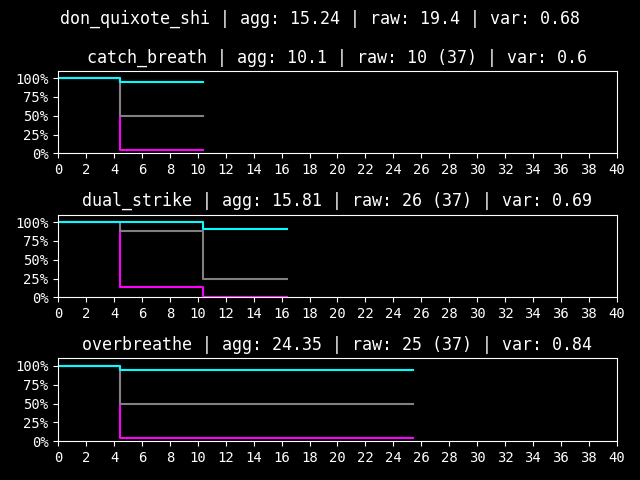 don_quixote_shi | agg: 15.24 | raw: 19.4 | var: 0.68
catch_breath | agg: 10.1 | raw: 10 (37) | var: 0.6
100%
75%
50%
25%
0%
0 2 4 6 8 10 12 14 16 18 20 22 24 26 28 30 32 34 36 38 40
dual_strike | agg: 15.81 | raw: 26 (37) | var: 0.69
100%
75%
50%
25%
0%
0 2 4 6 8 10 12 14 16 18 20 22 24 26 28 30 32 34 36 38 40
overbreathe | agg: 24.35 | raw: 25 (37) | var: 0.84
100%
75%
50%
25%
0%
0 2 4 6 8 10 12 14 16 18 20 22 24 26 28 30 32 34 36 38 40